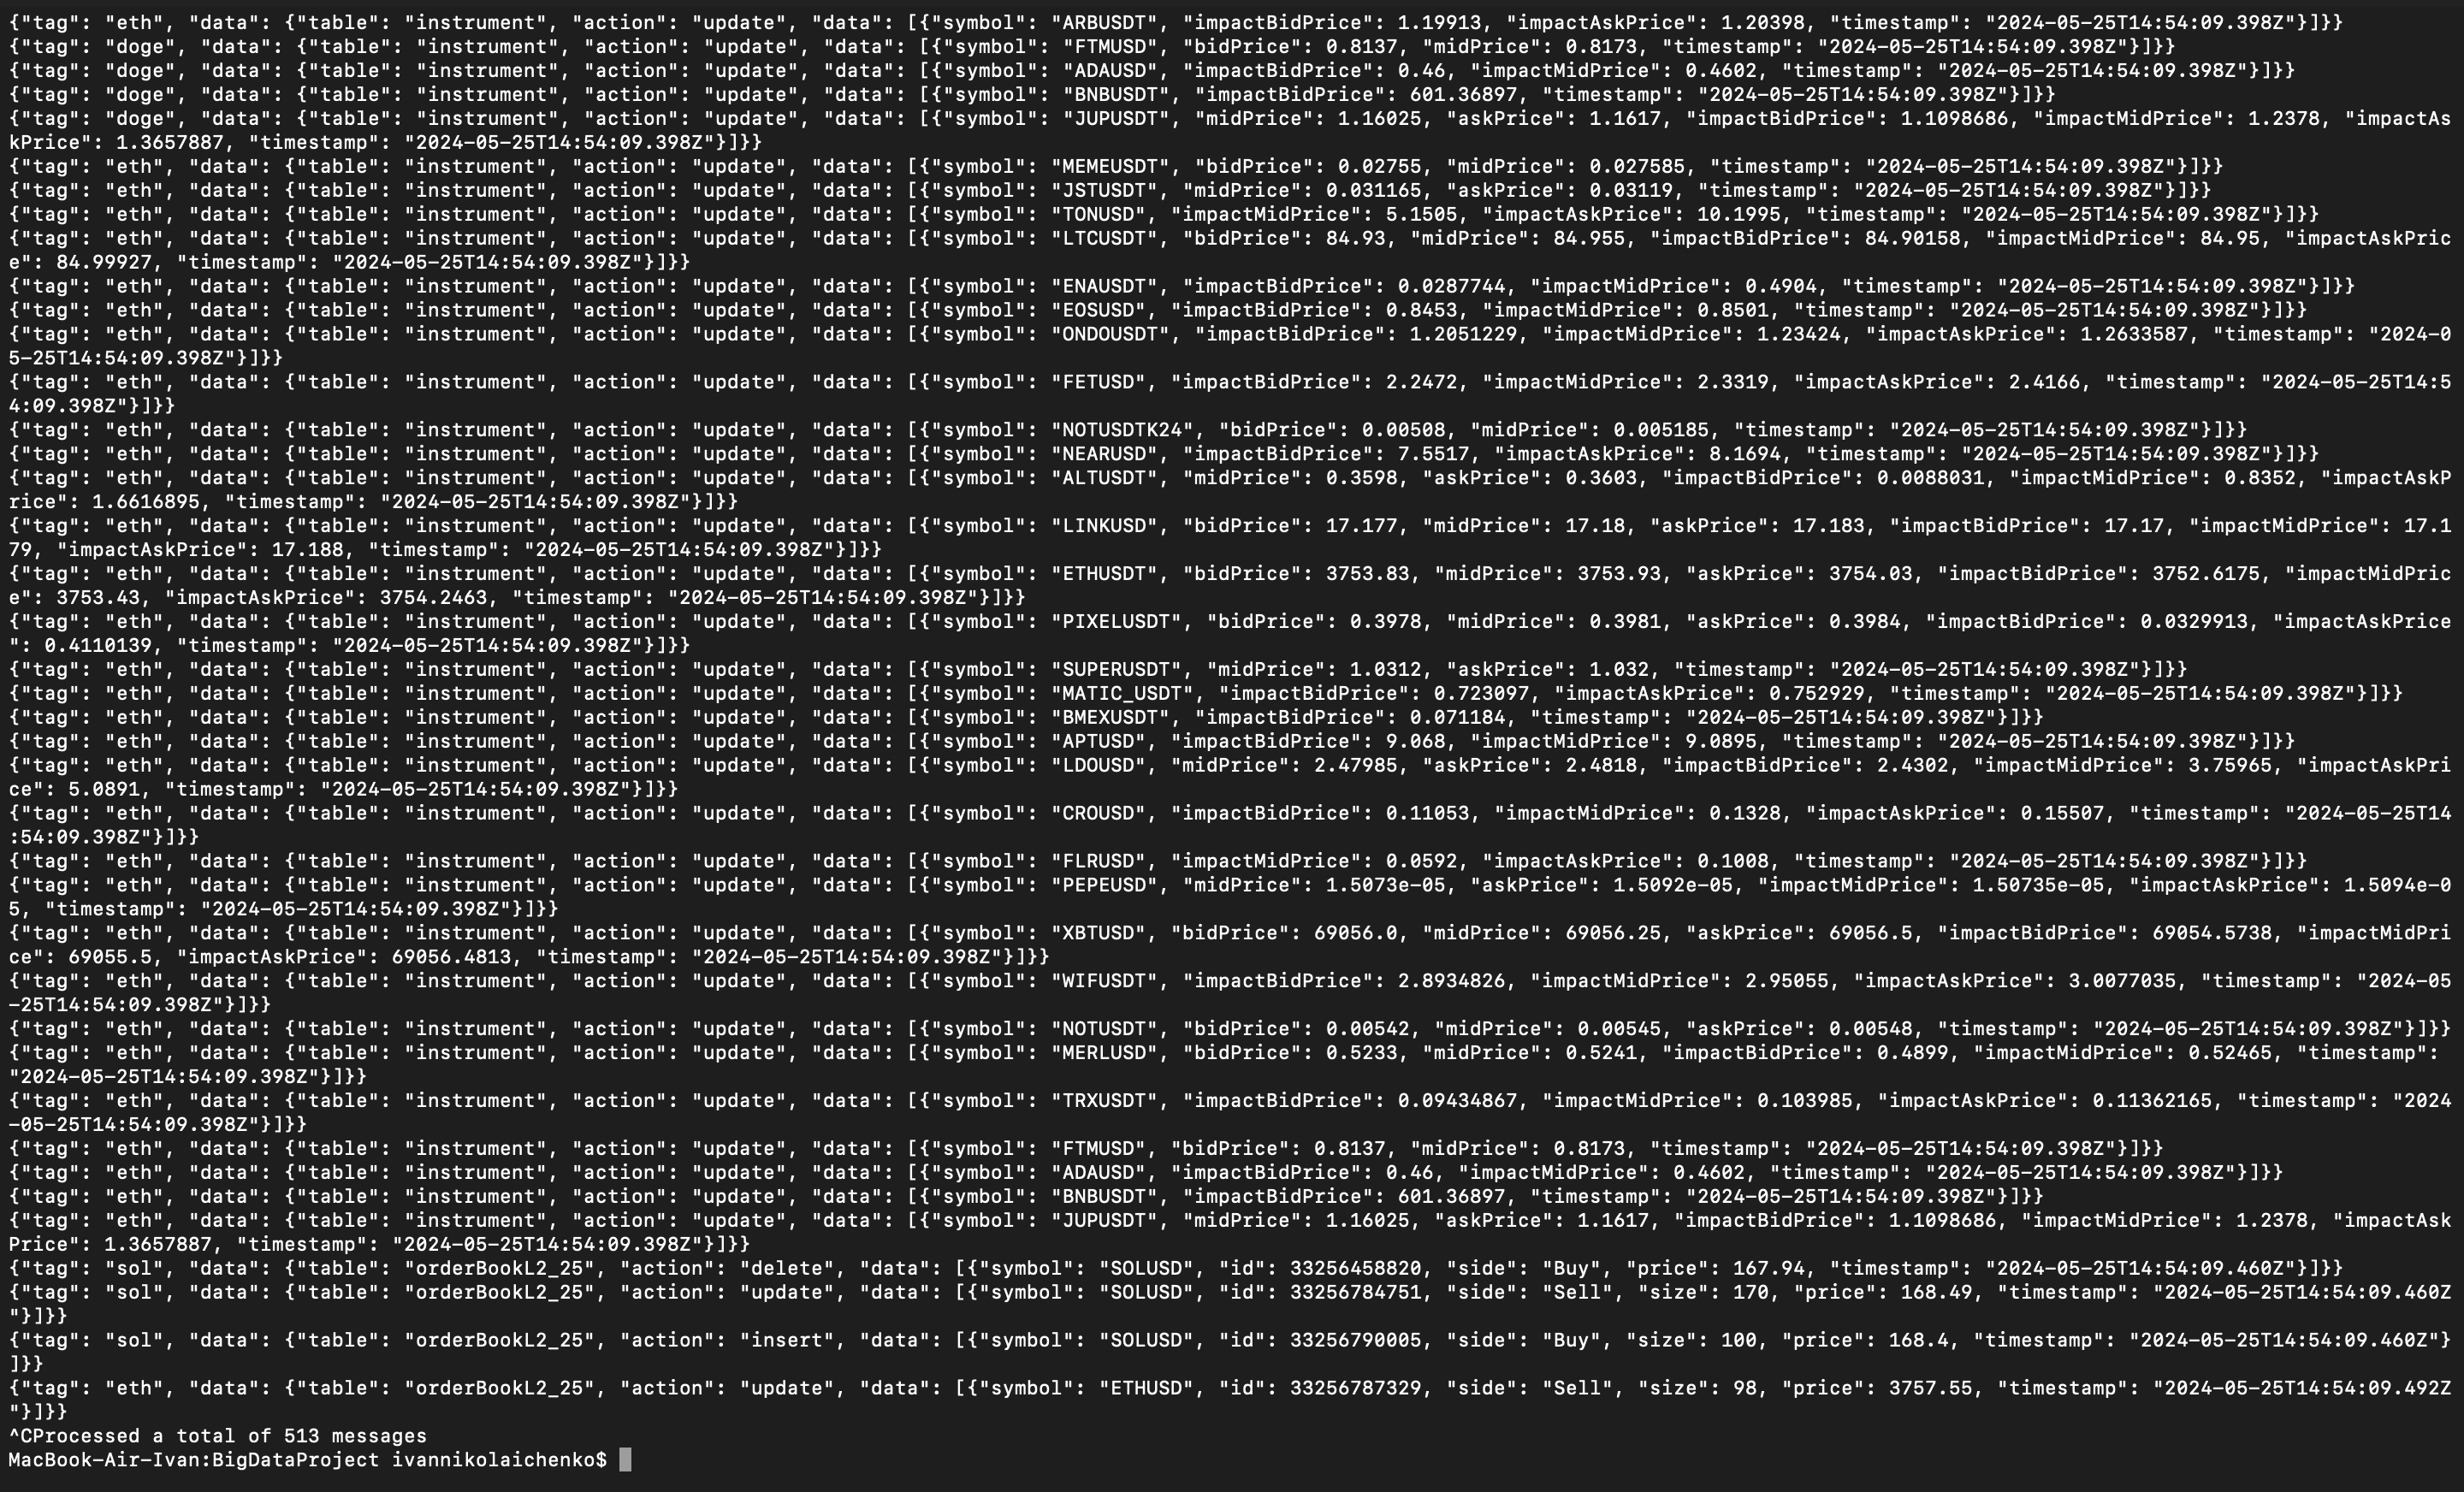 {"tag": "eth", "data": {"table": "instrument", "action": "update", "data": [{"symbol": "ARBUSDT", "impactBidPrice": 1.19913, "impactAskPrice": 1.20398, "timestamp": "2024-05-25T14:54:09.398Z"}]}}
{"tag": "doge", "data": {"table": "instrument", "action": "update", "data": [{"symbol": "FTMUSD", "bidPrice": 0.8137, "midPrice": 0.8173, "timestamp": "2024-05-25T14:54:09.398Z"}]}}
{"tag": "doge", "data": {"table": "instrument", "action": "update", "data": [{"symbol": "ADAUSD", "impactBidPrice": 0.46, "impactMidPrice": 0.4602, "timestamp": "2024-05-25T14:54:09.398Z"}]}}
{"tag": "doge", "data": {"table": "instrument", "action": "update", "data": [{"symbol": "BNBUSDT", "impactBidPrice": 601.36897, "timestamp": "2024-05-25T14:54:09.398Z"}]}}
{"tag": "doge", "data": {"table": "instrument", "action": "update", "data": [{"symbol": "JUPUSDT", "midPrice": 1.16025, "askPrice": 1.1617, "impactBidPrice": 1.1098686, "impactMidPrice": 1.2378, "impactAs
kPrice": 1.3657887, "timestamp": "2024-05-25T14:54:09.398Z"}]}}
{"tag": "eth", "data": {"table": "instrument", "action": "update", "data": [{"symbol": "MEMEUSDT", "bidPrice": 0.02755, "midPrice": 0.027585, "timestamp": "2024-05-25T14:54:09.398Z"}]}}
{"tag": "eth", "data": {"table": "instrument", "action": "update", "data": [{"symbol": "JSTUSDT", "midPrice": 0.031165, "askPrice": 0.03119, "timestamp": "2024-05-25T14:54:09.398Z"}]}}
{"tag": "eth", "data": {"table": "instrument", "action": "update", "data": [{"symbol": "TONUSD", "impactMidPrice": 5.1505, "impactAskPrice": 10.1995, "timestamp": "2024-05-25T14:54:09.398Z"}]}}
{"tag": "eth", "data": {"table": "instrument", "action": "update", "data": [{"symbol": "LTCUSDT", "bidPrice": 84.93, "midPrice": 84.955, "impactBidPrice": 84.90158, "impactMidPrice": 84.95, "impactAskPric
e": 84.99927, "timestamp": "2024-05-25T14:54:09.398Z"}]}}
{"tag": "eth", "data": {"table": "instrument", "action": "update", "data": [{"symbol": "ENAUSDT", "impactBidPrice": 0.0287744, "impactMidPrice": 0.4904, "timestamp": "2024-05-25T14:54:09.398Z"}]}}
{"tag": "eth", "data": {"table": "instrument", "action": "update", "data": [{"symbol": "EOSUSD", "impactBidPrice": 0.8453, "impactMidPrice": 0.8501, "timestamp": "2024-05-25T14:54:09.398Z"}]}}
{"tag": "eth", "data": {"table": "instrument", "action": "update", "data": [{"symbol": "ONDOUSDT", "impactBidPrice": 1.2051229, "impactMidPrice": 1.23424, "impactAskPrice": 1.2633587, "timestamp": "2024-0
5-25T14:54:09.398Z"}]}}
{"tag": "eth", "data": {"table": "instrument", "action": "update", "data": [{"symbol": "FETUSD", "impactBidPrice": 2.2472, "impactMidPrice": 2.3319, "impactAskPrice": 2.4166, "timestamp": "2024-05-25T14:5
4:09.398Z"}]}}
{"tag": "eth", "data": {"table": "instrument", "action": "update", "data": [{"symbol": "NOTUSDTK24", "bidPrice": 0.00508, "midPrice": 0.005185, "timestamp": "2024-05-25T14:54:09.398Z"}]}}
{"tag": "eth", "data": {"table": "instrument", "action": "update", "data": [{"symbol": "NEARUSD", "impactBidPrice": 7.5517, "impactAskPrice": 8.1694, "timestamp": "2024-05-25T14:54:09.398Z"}]}}
{"tag": "eth", "data": {"table": "instrument", "action": "update", "data": [{"symbol": "ALTUSDT", "midPrice": 0.3598, "askPrice": 0.3603, "impactBidPrice": 0.0088031, "impactMidPrice": 0.8352, "impactAskP
rice": 1.6616895, "timestamp": "2024-05-25T14:54:09.398Z"}]}}
{"tag": "eth", "data": {"table": "instrument", "action": "update", "data": [{"symbol": "LINKUSD", "bidPrice": 17.177, "midPrice": 17.18, "askPrice": 17.183, "impactBidPrice": 17.17, "impactMidPrice": 17.1
79, "impactAskPrice": 17.188, "timestamp": "2024-05-25T14:54:09.398Z"}]}}
{"tag": "eth", "data": {"table": "instrument", "action": "update", "data": [{"symbol": "ETHUSDT", "bidPrice": 3753.83, "midPrice": 3753.93, "askPrice": 3754.03, "impactBidPrice": 3752.6175, "impactMidPric
e": 3753.43, "impactAskPrice": 3754.2463, "timestamp": "2024-05-25T14:54:09.398Z"}]}}
{"tag": "eth", "data": {"table": "instrument", "action": "update", "data": [{"symbol": "PIXELUSDT", "bidPrice": 0.3978, "midPrice": 0.3981, "askPrice": 0.3984, "impactBidPrice": 0.0329913, "impactAskPrice
": 0.4110139, "timestamp": "2024-05-25T14:54:09.398Z"}]}}
{"tag": "eth", "data": {"table": "instrument", "action": "update", "data": [{"symbol": "SUPERUSDT", "midPrice": 1.0312, "askPrice": 1.032, "timestamp": "2024-05-25T14:54:09.398Z"}]}}
{"tag": "eth", "data": {"table": "instrument", "action": "update", "data": [{"symbol": "MATIC_USDT", "impactBidPrice": 0.723097, "impactAskPrice": 0.752929, "timestamp": "2024-05-25T14:54:09.398Z"}]}}
{"tag": "eth", "data": {"table": "instrument", "action": "update", "data": [{"symbol": "BMEXUSDT", "impactBidPrice": 0.071184, "timestamp": "2024-05-25T14:54:09.398Z"}]}}
{"tag": "eth", "data": {"table": "instrument", "action": "update", "data": [{"symbol": "APTUSD", "impactBidPrice": 9.068, "impactMidPrice": 9.0895, "timestamp": "2024-05-25T14:54:09.398Z"}]}}
{"tag": "eth", "data": {"table": "instrument", "action": "update", "data": [{"symbol": "LDOUSD", "midPrice": 2.47985, "askPrice": 2.4818, "impactBidPrice": 2.4302, "impactMidPrice": 3.75965, "impactAskPri
ce": 5.0891, "timestamp": "2024-05-25T14:54:09.398Z"}]}}
{"tag": "eth", "data": {"table": "instrument", "action": "update", "data": [{"symbol": "CROUSD", "impactBidPrice": 0.11053, "impactMidPrice": 0.1328, "impactAskPrice": 0.15507, "timestamp": "2024-05-25T14
:54:09.398Z"}]}}
{"tag": "eth", "data": {"table": "instrument", "action": "update", "data": [{"symbol": "FLRUSD", "impactMidPrice": 0.0592, "impactAskPrice": 0.1008, "timestamp": "2024-05-25T14:54:09.398Z"}]}}
{"tag": "eth", "data": {"table": "instrument", "action": "update", "data": [{"symbol": "PEPEUSD", "midPrice": 1.5073e-05, "askPrice": 1.5092e-05, "impactMidPrice": 1.50735e-05, "impactAskPrice": 1.5094e-0
5, "timestamp": "2024-05-25T14:54:09.398Z"}]}}
{"tag": "eth", "data": {"table": "instrument", "action": "update", "data": [{"symbol": "XBTUSD", "bidPrice": 69056.0, "midPrice": 69056.25, "askPrice": 69056.5, "impactBidPrice": 69054.5738, "impactMidPri
ce": 69055.5, "impactAskPrice": 69056.4813, "timestamp": "2024-05-25T14:54:09.398Z"}]}}
{"tag": "eth", "data": {"table": "instrument", "action": "update", "data": [{"symbol": "WIFUSDT", "impactBidPrice": 2.8934826, "impactMidPrice": 2.95055, "impactAskPrice": 3.0077035, "timestamp": "2024-05
-25T14:54:09.398Z"}]}}
{"tag": "eth", "data": {"table": "instrument", "action": "update", "data": [{"symbol": "NOTUSDT", "bidPrice": 0.00542, "midPrice": 0.00545, "askPrice": 0.00548, "timestamp": "2024-05-25T14:54:09.398Z"}]}}
{"tag": "eth", "data": {"table": "instrument", "action": "update", "data": [{"symbol": "MERLUSD", "bidPrice": 0.5233, "midPrice": 0.5241, "impactBidPrice": 0.4899, "impactMidPrice": 0.52465, "timestamp":
"2024-05-25T14:54:09.398Z"}]}}
{"tag": "eth", "data": {"table": "instrument", "action": "update", "data": [{"symbol": "TRXUSDT", "impactBidPrice": 0.09434867, "impactMidPrice": 0.103985, "impactAskPrice": 0.11362165, "timestamp": "2024
-05-25T14:54:09.398Z"}]}}
{"tag": "eth", "data": {"table": "instrument", "action": "update", "data": [{"symbol": "FTMUSD", "bidPrice": 0.8137, "midPrice": 0.8173, "timestamp": "2024-05-25T14:54:09.398Z"}]}}
{"tag": "eth", "data": {"table": "instrument", "action": "update", "data": [{"symbol": "ADAUSD", "impactBidPrice": 0.46, "impactMidPrice": 0.4602, "timestamp": "2024-05-25T14:54:09.398Z"}]}}
{"tag": "eth", "data": {"table": "instrument", "action": "update", "data": [{"symbol": "BNBUSDT", "impactBidPrice": 601.36897, "timestamp": "2024-05-25T14:54:09.398Z"}]}}
{"tag": "eth", "data": {"table": "instrument", "action": "update", "data": [{"symbol": "JUPUSDT", "midPrice": 1.16025, "askPrice": 1.1617, "impactBidPrice": 1.1098686, "impactMidPrice": 1.2378, "impactAsk
Price": 1.3657887, "timestamp": "2024-05-25T14:54:09.398Z"}]}}
{"tag": "sol", "data": {"table": "orderBookL2_25", "action": "delete", "data": [{"symbol": "SOLUSD", "id": 33256458820, "side": "Buy", "price": 167.94, "timestamp": "2024-05-25T14:54:09.460Z"}]}}
{"tag": "sol", "data": {"table": "orderBookL2_25", "action": "update", "data": [{"symbol": "SOLUSD", "id": 33256784751, "side": "Sell", "size": 170, "price": 168.49, "timestamp": "2024-05-25T14:54:09.460Z
"}]}}
{"tag": "sol", "data": {"table": "orderBookL2_25", "action": "insert", "data": [{"symbol": "SOLUSD", "id": 33256790005, "side": "Buy", "size": 100, "price": 168.4, "timestamp": "2024-05-25T14:54:09.460Z"}
]}}
{"tag": "eth", "data": {"table": "orderBookL2_25", "action": "update", "data": [{"symbol": "ETHUSD", "id": 33256787329, "side": "Sell", "size": 98, "price": 3757.55, "timestamp": "2024-05-25T14:54:09.492Z
"}]}}
^CProcessed a total of 513 messages
MacBook-Air-Ivan:BigDataProject ivannikolaichenko$